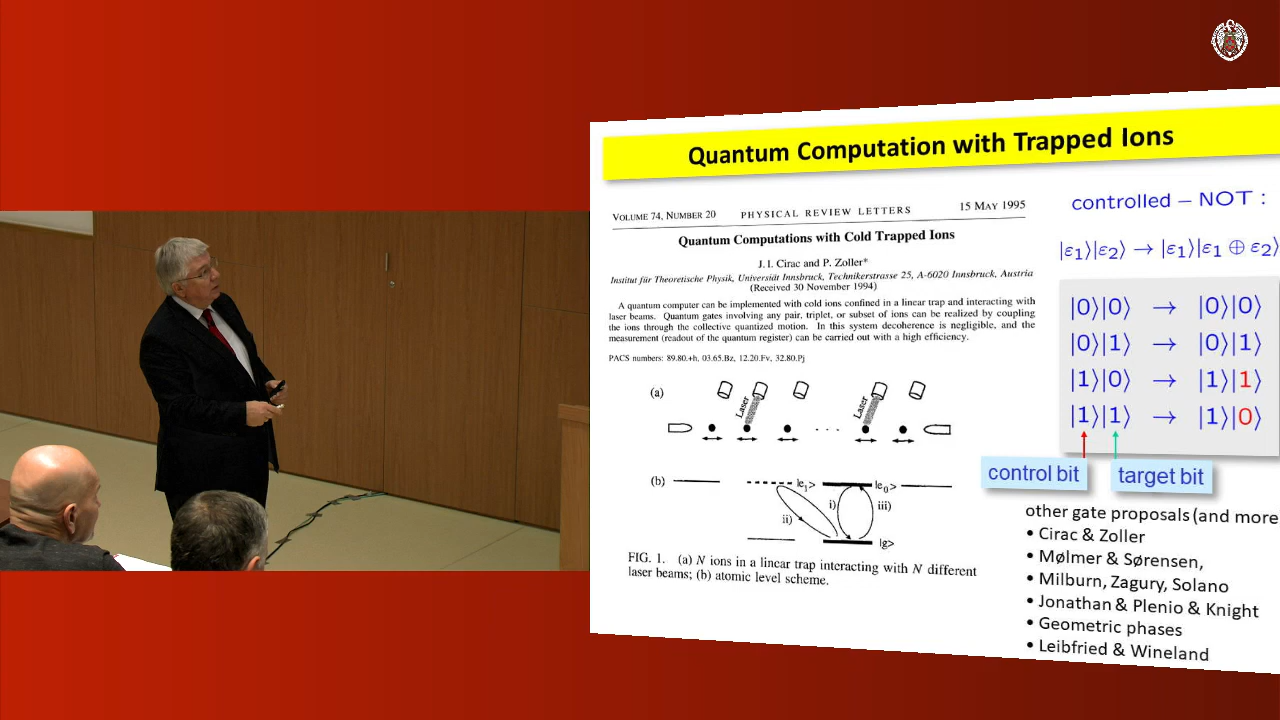 Quantum Computation with Trapped Ions
VOLUME 74, NUMBER 20 PHYSICAL REVIEW LETTERS 15 MAY 1995
Quantum Computations with Cold Trapped Ions
J. I. Cirac and P. Zoller*
Institut für Theoretische Physik, Universiät Innsbruck, Technikerstrasse 25, A-6020 Innsbruck, Austria
(Received 30 November 1994)
A quantum computer can be implemented with cold ions confined in a linear trap and interacting with
laser beams. Quantum gates involving any pair, triplet, or subset of ions can be realized by coupling
the ions through the collective quantized motion. In this system decoherence is negligible, and the
measurement (readout of the quantum register) can be carried out with a high efficiency.
PACS numbers: 89.80.+h, 03.65.Bz, 12.20.Fv, 32.80.Pj
(a)
Laser
Laser
. . .
(b)
|e₁>
|e₀>
i)
iii)
ii)
|g>
FIG. 1. (a) N ions in a linear trap interacting with N different
laser beams; (b) atomic level scheme.
controlled – NOT :
|ε₁⟩|ε₂⟩ → |ε₁⟩|ε₁ ⊕ ε₂⟩
|0⟩|0⟩ → |0⟩|0⟩
|0⟩|1⟩ → |0⟩|1⟩
|1⟩|0⟩ → |1⟩|1⟩
|1⟩|1⟩ → |1⟩|0⟩
control bit target bit
other gate proposals (and more
• Cirac & Zoller
• Mølmer & Sørensen,
• Milburn, Zagury, Solano
• Jonathan & Plenio & Knight
• Geometric phases
• Leibfried & Wineland